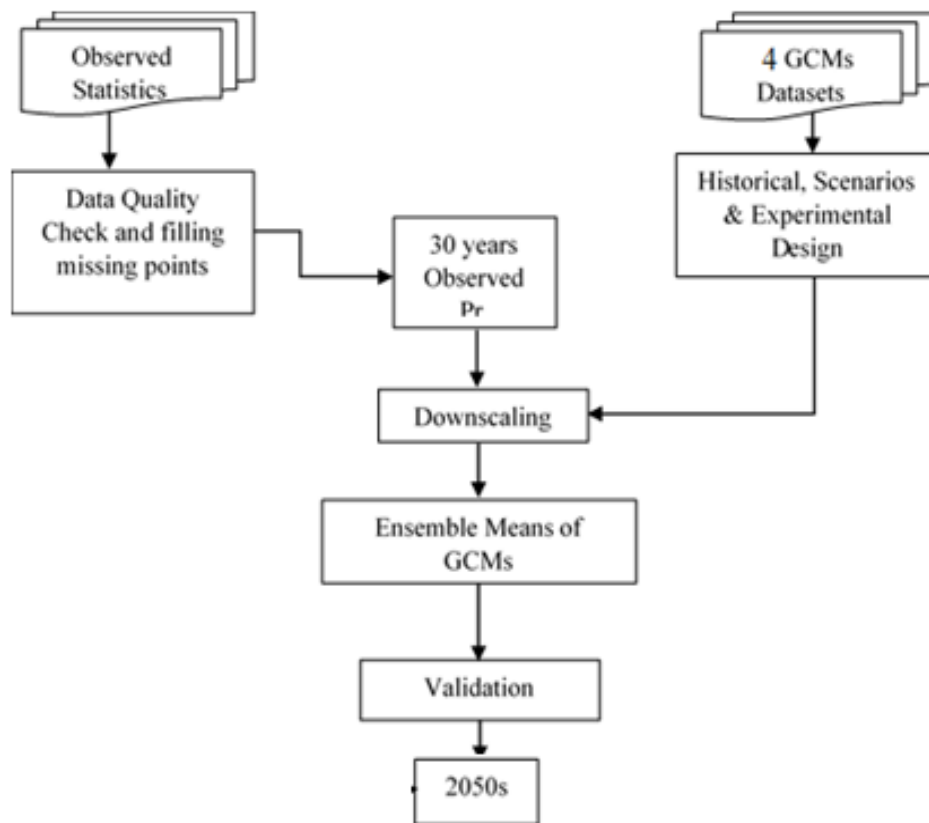 Observed
Statistics
4 GCMs
Datasets
Data Quality
Check and filling
missing points
Historical, Scenarios
& Experimental
Design
30 years
Observed
Pr
Downscaling
Ensemble Means of
GCMs
Validation
2050s